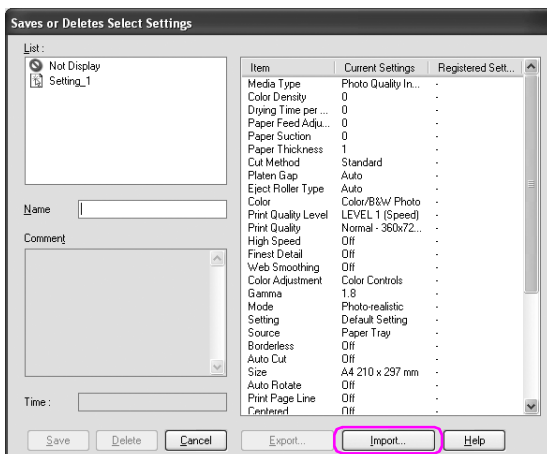 Saves or Deletes Select Settings
List :
Not Display
Setting_1
Name
Comment
Time :
Item Current Settings Registered Sett...
Media Type Photo Quality In... -
Color Density 0 -
Drying Time per ... 0 -
Paper Feed Adju... 0 -
Paper Suction 0 -
Paper Thickness 1 -
Cut Method Standard -
Platen Gap Auto -
Eject Roller Type Auto -
Color Color/B&W Photo -
Print Quality Level LEVEL 1 (Speed) -
Print Quality Normal - 360x72... -
High Speed Off -
Finest Detail Off -
Web Smoothing Off -
Color Adjustment Color Controls -
Gamma 1.8 -
Mode Photo-realistic -
Setting Default Setting -
Source Paper Tray -
Borderless Off -
Auto Cut Off -
Size A4 210 x 297 mm -
Auto Rotate Off -
Print Page Line Off -
Centered Off -
Save Delete Cancel Export... Import... Help